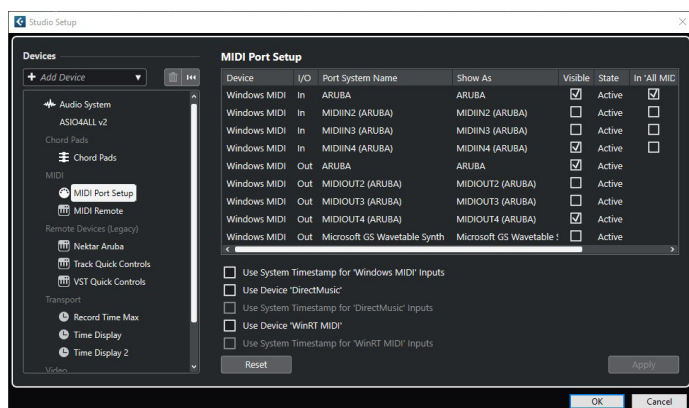 Studio Setup
Devices
+ Add Device
Audio System
ASIO4ALL v2
Chord Pads
Chord Pads
MIDI
MIDI Port Setup
MIDI Remote
Remote Devices (Legacy)
Nektar Aruba
Track Quick Controls
VST Quick Controls
Transport
Record Time Max
Time Display
Time Display 2
Video
MIDI Port Setup
Device I/O Port System Name Show As Visible State In 'All MID
Windows MIDI In ARUBA ARUBA Active
Windows MIDI In MIDIIN2 (ARUBA) MIDIIN2 (ARUBA) Active
Windows MIDI In MIDIIN3 (ARUBA) MIDIIN3 (ARUBA) Active
Windows MIDI In MIDIIN4 (ARUBA) MIDIIN4 (ARUBA) Active
Windows MIDI Out ARUBA ARUBA Active
Windows MIDI Out MIDIOUT2 (ARUBA) MIDIOUT2 (ARUBA) Active
Windows MIDI Out MIDIOUT3 (ARUBA) MIDIOUT3 (ARUBA) Active
Windows MIDI Out MIDIOUT4 (ARUBA) MIDIOUT4 (ARUBA) Active
Windows MIDI Out Microsoft GS Wavetable Synth Microsoft GS Wavetable Active
Use System Timestamp for 'Windows MIDI' Inputs
Use Device 'DirectMusic'
Use System Timestamp for 'DirectMusic' Inputs
Use Device 'WinRT MIDI'
Use System Timestamp for 'WinRT MIDI' Inputs
Reset
Apply
OK
Cancel